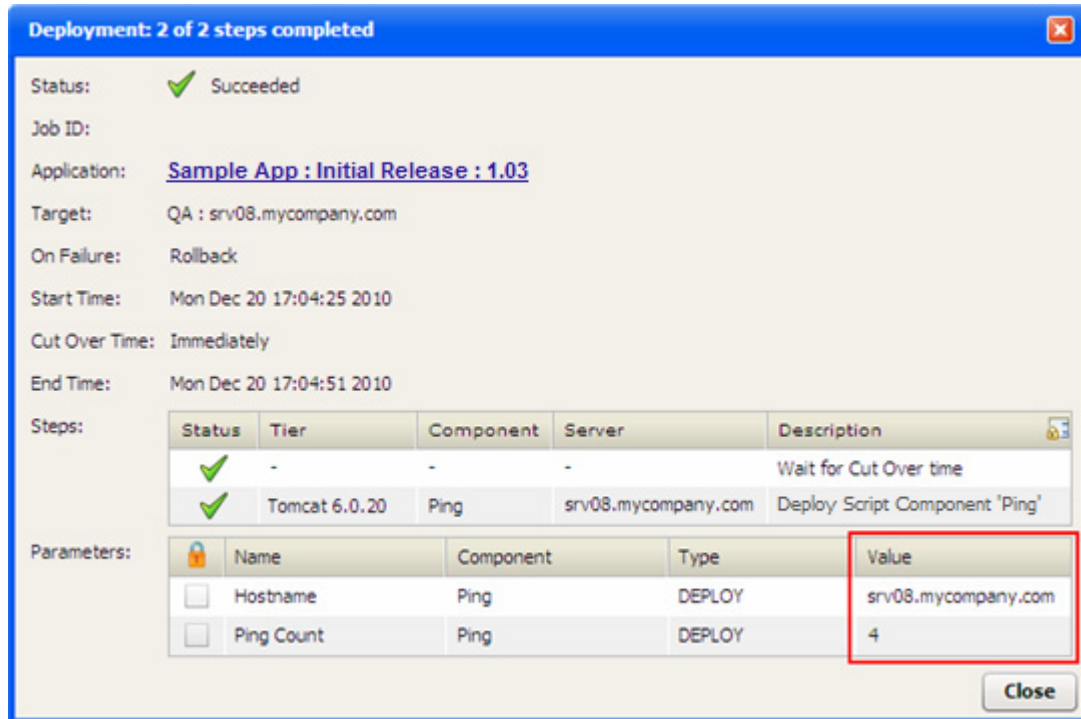 Deployment: 2 of 2 steps completed
Status: Succeeded
Job ID:
Application: Sample App : Initial Release : 1.03
Target: QA : srv08.mycompany.com
On Failure: Rollback
Start Time: Mon Dec 20 17:04:25 2010
Cut Over Time: Immediately
End Time: Mon Dec 20 17:04:51 2010
Steps: Status Tier Component Server Description
- - - Wait for Cut Over time
Tomcat 6.0.20 Ping srv08.mycompany.com Deploy Script Component 'Ping'
Parameters: Name Component Type Value
Hostname Ping DEPLOY srv08.mycompany.com
Ping Count Ping DEPLOY 4
Close